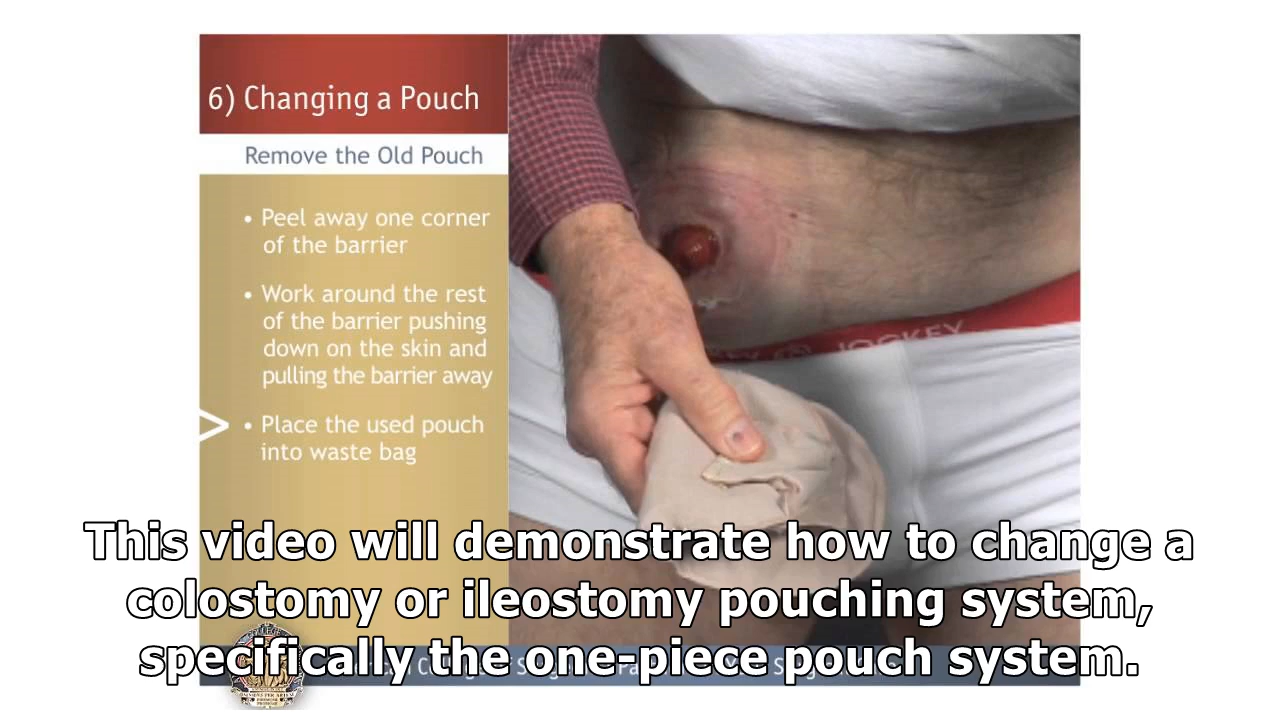 6) Changing a Pouch
Remove the Old Pouch
• Peel away one corner
of the barrier
• Work around the rest
of the barrier pushing
down on the skin and
pulling the barrier away
> • Place the used pouch
into waste bag
JOCKEY
This video will demonstrate how to change a
colostomy or ileostomy pouching system,
specifically the one-piece pouch system.